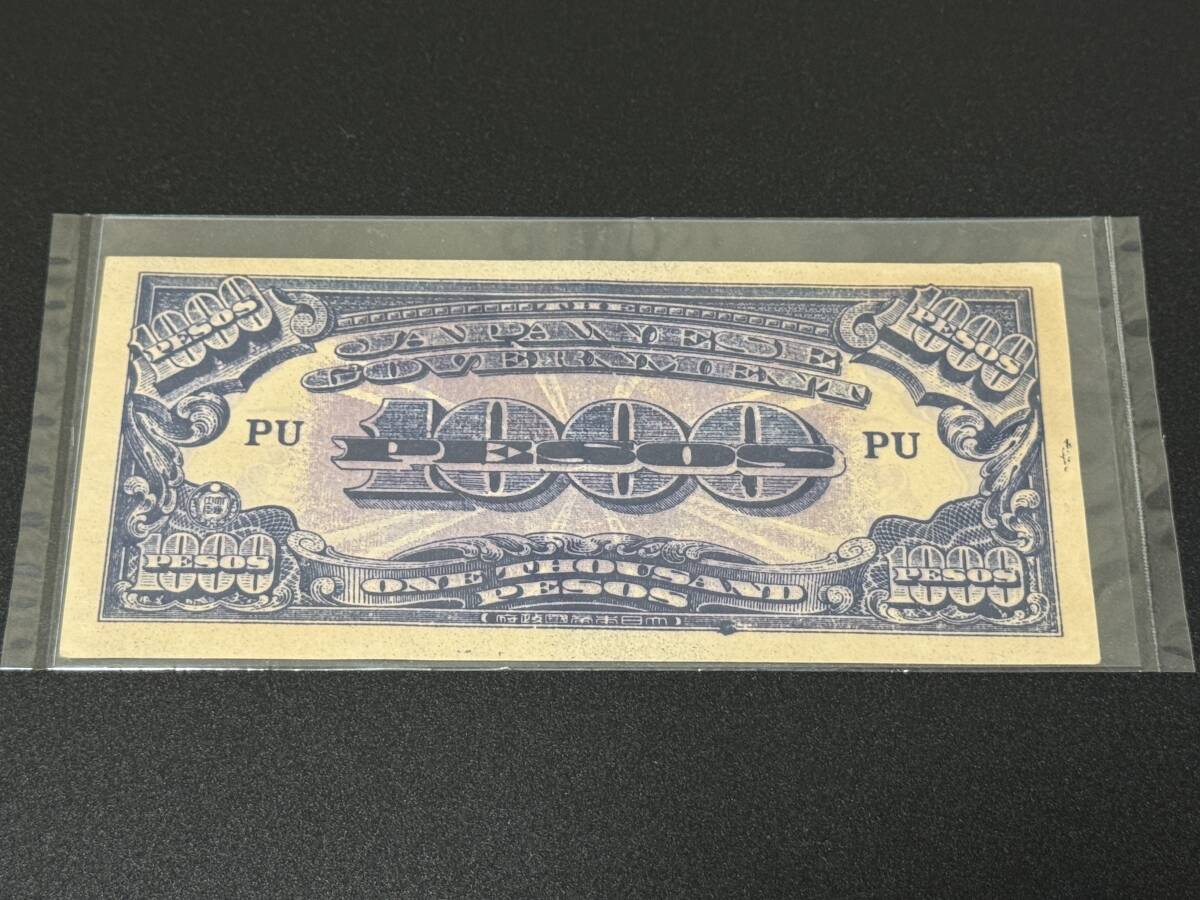 1000
PESOS
1000
PESOS
THE
JAPANESE
GOVERNMENT
PU
1000
PESOS
PU
1000
PESOS
ONE THOUSAND
PESOS
1000
PESOS